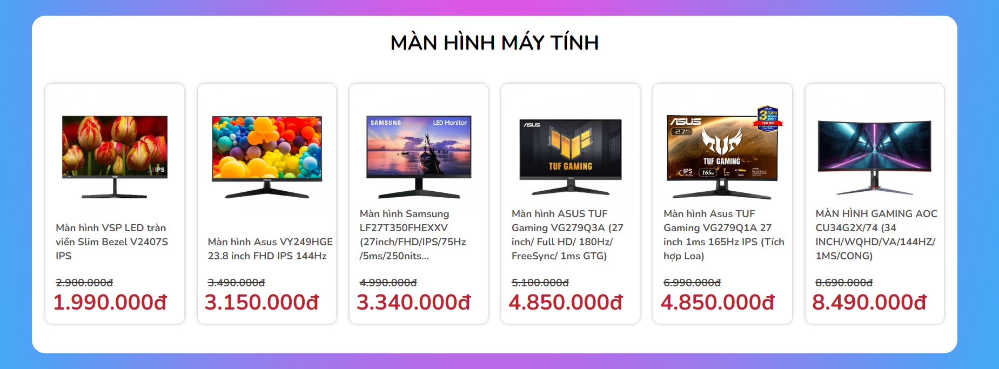 MÀN HÌNH MÁY TÍNH
VSP
IPS
Màn hình VSP LED tràn
viền Slim Bezel V2407S
IPS
2.900.000đ
1.990.000đ
ASUS
Màn hình Asus VY249HGE
23.8 inch FHD IPS 144Hz
3.490.000đ
3.150.000đ
SAMSUNG
LED Monitor
Màn hình Samsung
LF27T350FHEXXV
(27inch/FHD/IPS/75Hz
/5ms/250nits...
4.990.000đ
3.340.000đ
ASUS
TUF GAMING
Màn hình ASUS TUF
Gaming VG279Q3A (27
inch/ Full HD/ 180Hz/
FreeSync/ 1ms GTG)
5.100.000đ
4.850.000đ
ASUS
27"
3 NĂM
TẬN NƠI
TUF
TUF GAMING
IPS
165Hz
1ms
FreeSync
Màn hình Asus TUF
Gaming VG279Q1A 27
inch 1ms 165Hz IPS (Tích
hợp Loa)
6.990.000đ
4.850.000đ
MÀN HÌNH GAMING AOC
CU34G2X/74 (34
INCH/WQHD/VA/144HZ/
1MS/CONG)
8.690.000đ
8.490.000đ